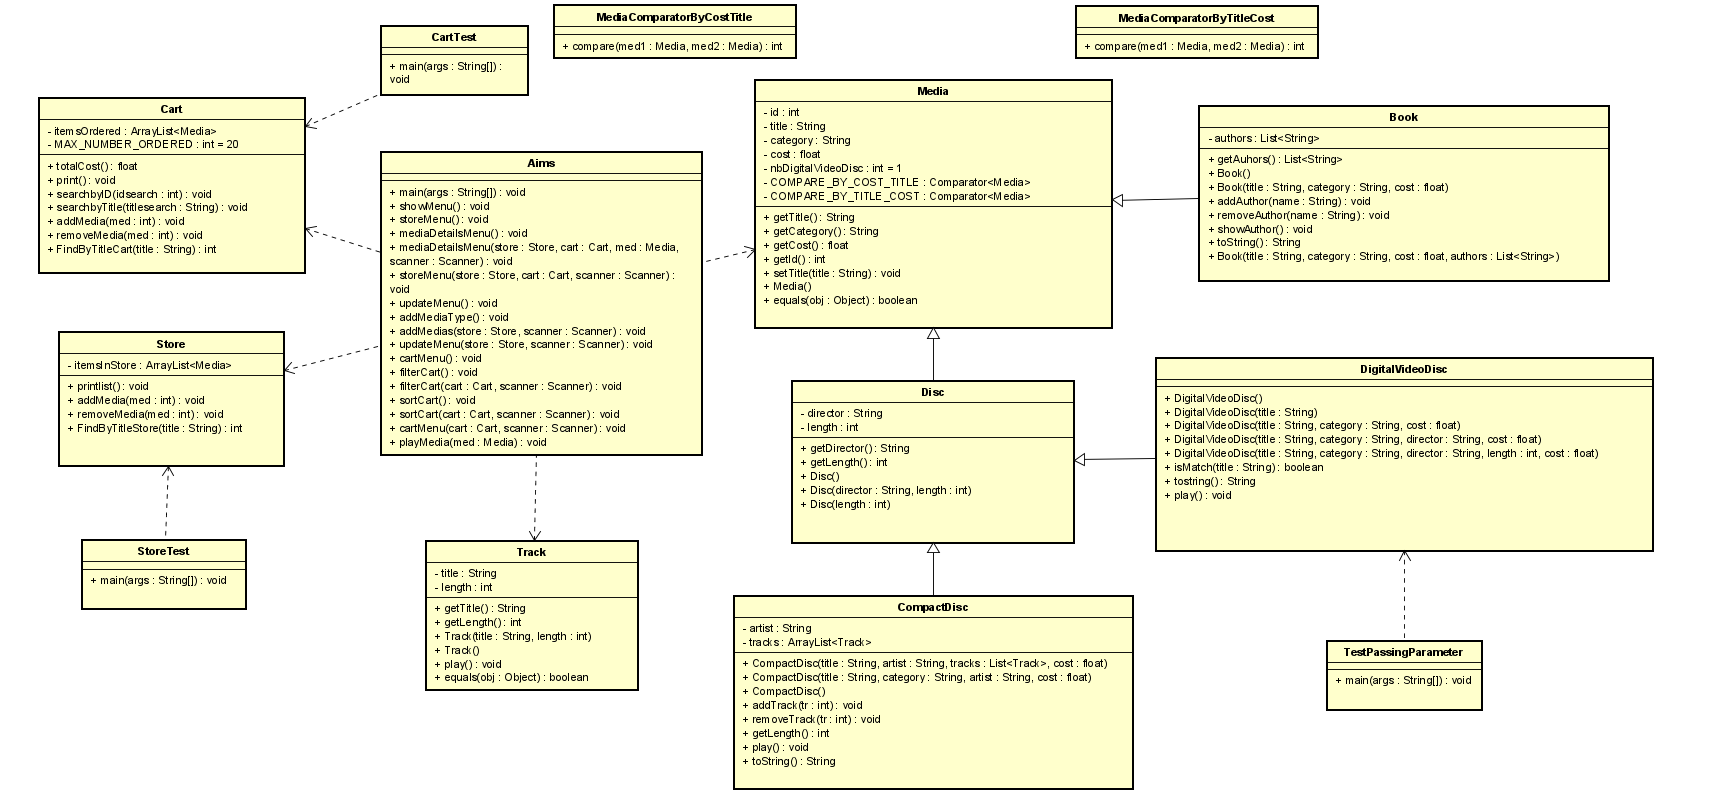 MediaComparatorByCostTitle
+ compare(med1 : Media, med2 : Media) : int
MediaComparatorByTitleCost
+ compare(med1 : Media, med2 : Media) : int
CartTest
+ main(args : String[]) :
void
Cart
- itemsOrdered : ArrayList<Media>
- MAX_NUMBER_ORDERED : int = 20
+ totalCost() : float
+ print() : void
+ searchbyID(idsearch : int) : void
+ searchbyTitle(titlesearch : String) : void
+ addMedia(med : int) : void
+ removeMedia(med : int) : void
+ FindByTitleCart(title : String) : int
Aims
+ main(args : String[]) : void
+ showMenu() : void
+ storeMenu() : void
+ mediaDetailsMenu() : void
+ mediaDetailsMenu(store : Store, cart : Cart, med : Media,
scanner : Scanner) : void
+ storeMenu(store : Store, cart : Cart, scanner : Scanner) :
void
+ updateMenu() : void
+ addMediaType() : void
+ addMedias(store : Store, scanner : Scanner) : void
+ updateMenu(store : Store, scanner : Scanner) : void
+ cartMenu() : void
+ filterCart() : void
+ filterCart(cart : Cart, scanner : Scanner) : void
+ sortCart() : void
+ sortCart(cart : Cart, scanner : Scanner) : void
+ cartMenu(cart : Cart, scanner : Scanner) : void
+ playMedia(med : Media) : void
Media
- id : int
- title : String
- category : String
- cost : float
- nbDigitalVideoDisc : int = 1
- COMPARE_BY_COST_TITLE : Comparator<Media>
- COMPARE_BY_TITLE_COST : Comparator<Media>
+ getTitle() : String
+ getCategory() : String
+ getCost() : float
+ getId() : int
+ setTitle(title : String) : void
+ Media()
+ equals(obj : Object) : boolean
Book
- authors : List<String>
+ getAuhors() : List<String>
+ Book()
+ Book(title : String, category : String, cost : float)
+ addAuthor(name : String) : void
+ removeAuthor(name : String) : void
+ showAuthor() : void
+ toString() : String
+ Book(title : String, category : String, cost : float, authors : List<String>)
Store
- itemsInStore : ArrayList<Media>
+ printlist() : void
+ addMedia(med : int) : void
+ removeMedia(med : int) : void
+ FindByTitleStore(title : String) : int
Disc
- director : String
- length : int
+ getDirector() : String
+ getLength() : int
+ Disc()
+ Disc(director : String, length : int)
+ Disc(length : int)
DigitalVideoDisc
+ DigitalVideoDisc()
+ DigitalVideoDisc(title : String)
+ DigitalVideoDisc(title : String, category : String, cost : float)
+ DigitalVideoDisc(title : String, category : String, director : String, cost : float)
+ DigitalVideoDisc(title : String, category : String, director : String, length : int, cost : float)
+ isMatch(title : String) : boolean
+ tostring() : String
+ play() : void
StoreTest
+ main(args : String[]) : void
Track
- title : String
- length : int
+ getTitle() : String
+ getLength() : int
+ Track(title : String, length : int)
+ Track()
+ play() : void
+ equals(obj : Object) : boolean
CompactDisc
- artist : String
- tracks : ArrayList<Track>
+ CompactDisc(title : String, artist : String, tracks : List<Track>, cost : float)
+ CompactDisc(title : String, category : String, artist : String, cost : float)
+ CompactDisc()
+ addTrack(tr : int) : void
+ removeTrack(tr : int) : void
+ getLength() : int
+ play() : void
+ toString() : String
TestPassingParameter
+ main(args : String[]) : void